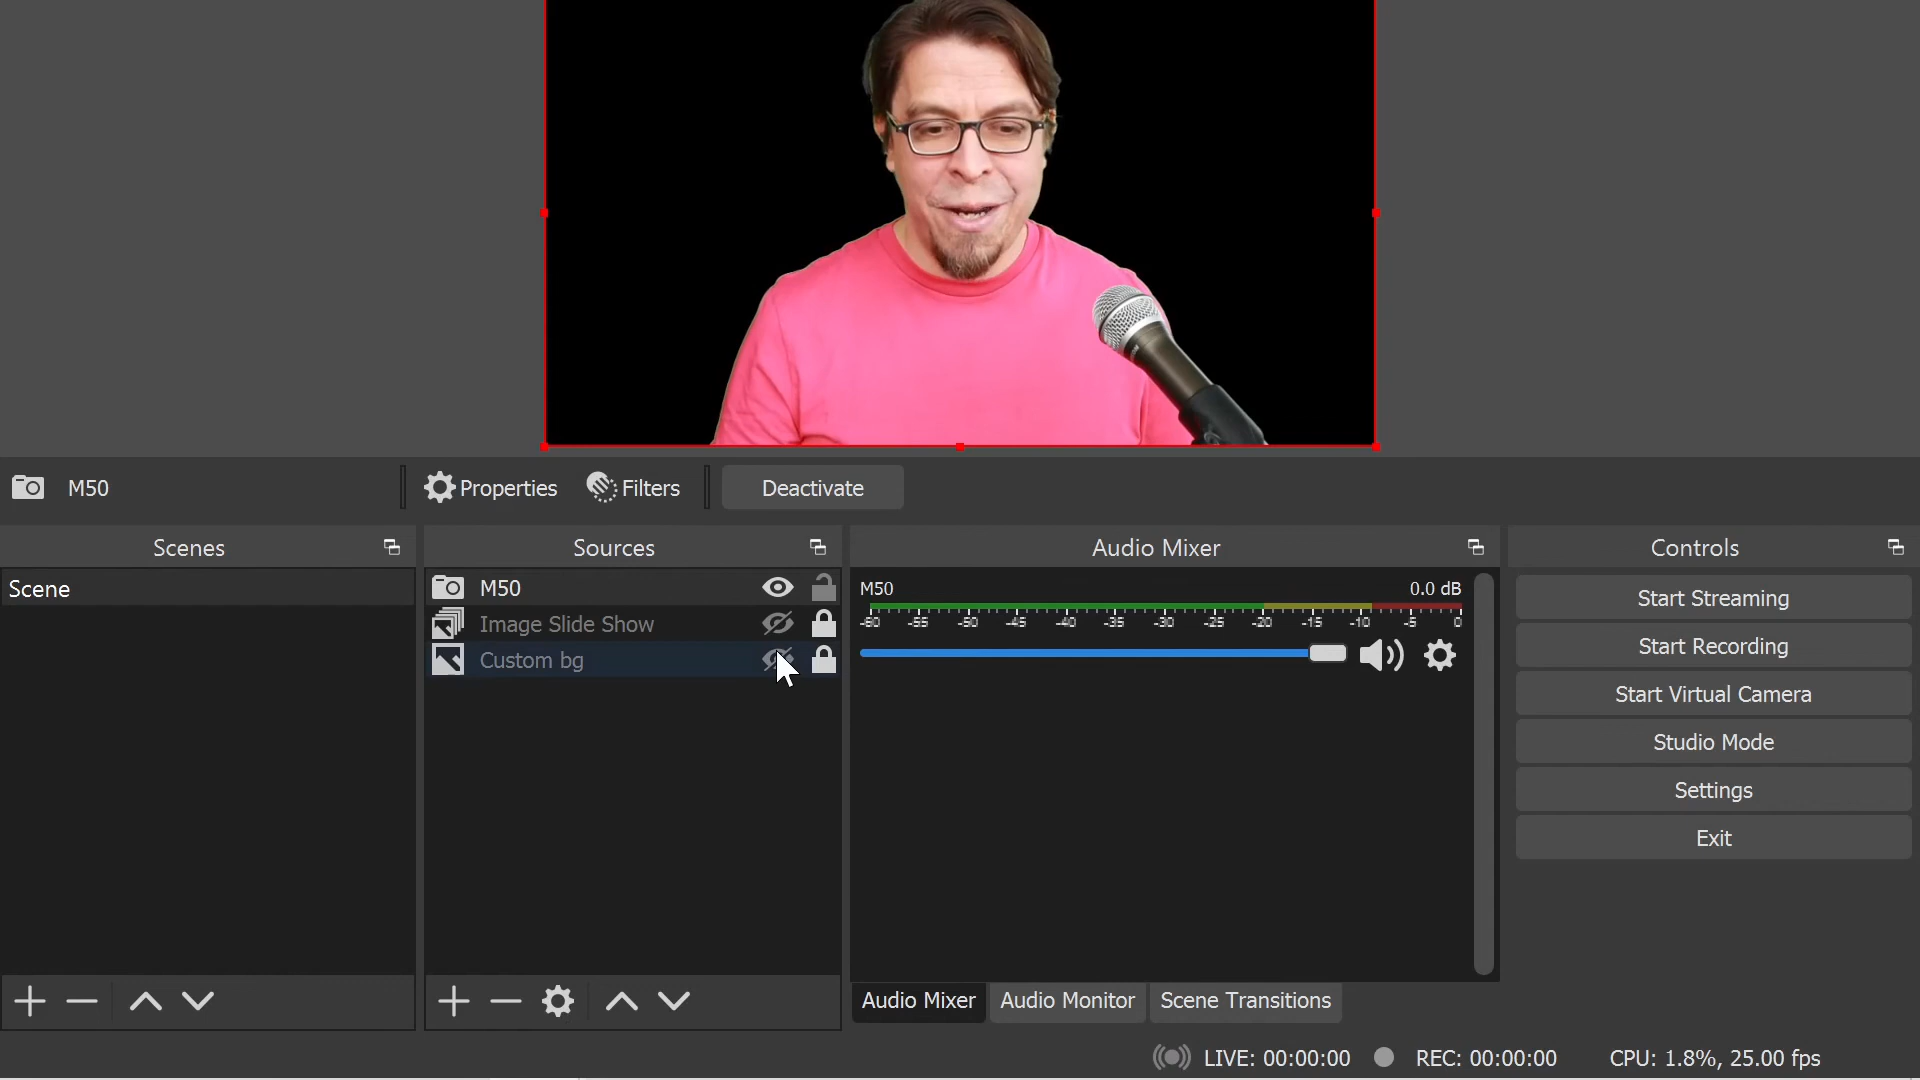 M50
Properties
Filters
Deactivate
Scenes
Sources
Audio Mixer
Controls
Scene
M50
Image Slide Show
Custom bg
M50
0.0 dB
-60 -55 -50 -45 -40 -35 -30 -25 -20 -15 -10 -5 0
Start Streaming
Start Recording
Start Virtual Camera
Studio Mode
Settings
Exit
Audio Mixer
Audio Monitor
Scene Transitions
LIVE: 00:00:00
REC: 00:00:00
CPU: 1.8%, 25.00 fps